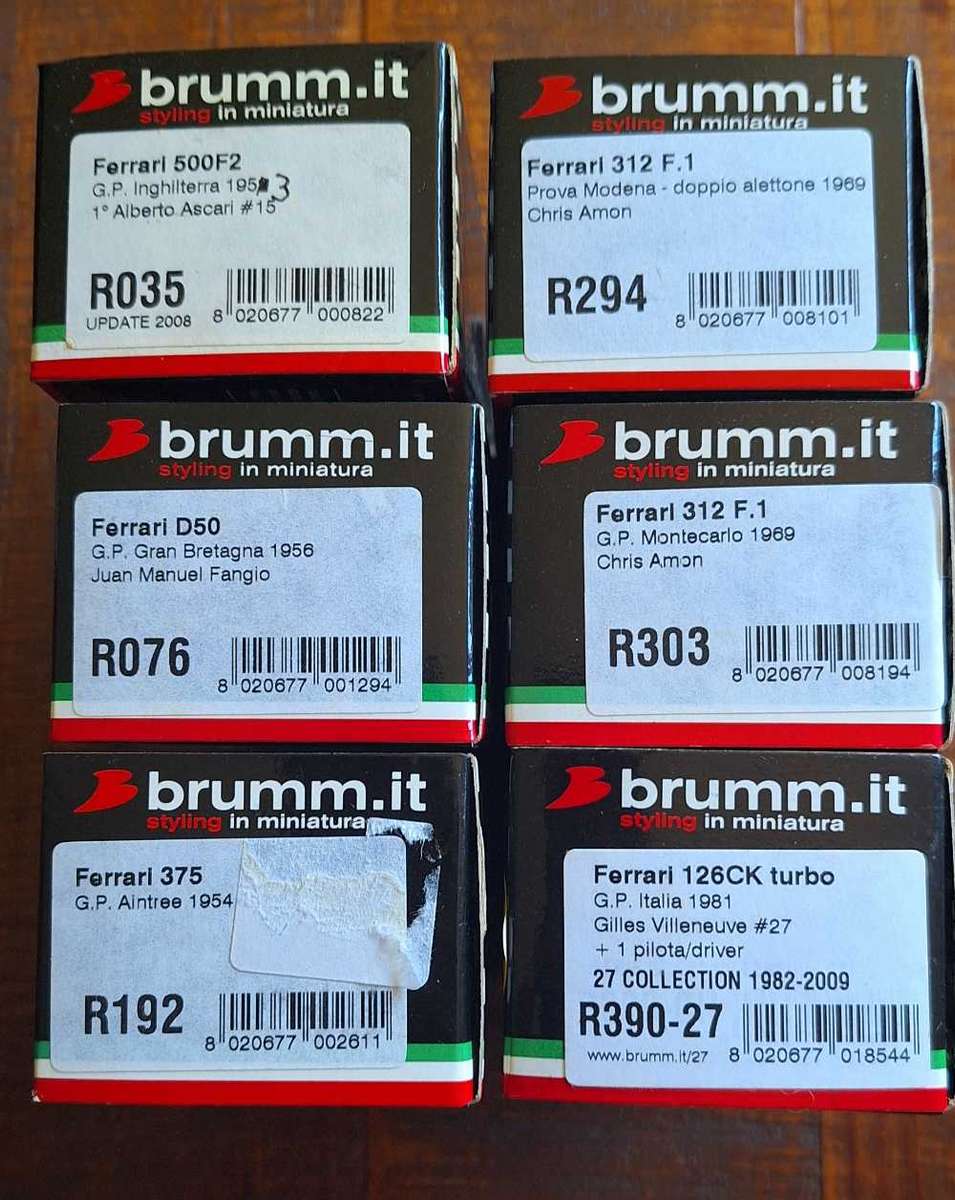 brumm.it
styling in miniatura
Ferrari 500F2
G.P. Inghilterra 1953
1° Alberto Ascari #15
R035
UPDATE 2008
8 020677 000822
brumm.it
styling in miniatura
Ferrari 312 F.1
Prova Modena - doppio alettone 1969
Chris Amon
R294
8 020677 008101
brumm.it
styling in miniatura
Ferrari D50
G.P. Gran Bretagna 1956
Juan Manuel Fangio
R076
8 020677 001294
brumm.it
styling in miniatura
Ferrari 312 F.1
G.P. Montecarlo 1969
Chris Amon
R303
8 020677 008194
brumm.it
styling in miniatura
Ferrari 375
G.P. Aintree 1954
R192
8 020677 002611
brumm.it
styling in miniatura
Ferrari 126CK turbo
G.P. Italia 1981
Gilles Villeneuve #27
+ 1 pilota/driver
27 COLLECTION 1982-2009
R390-27
www.brumm.it/27
8 020677 018544